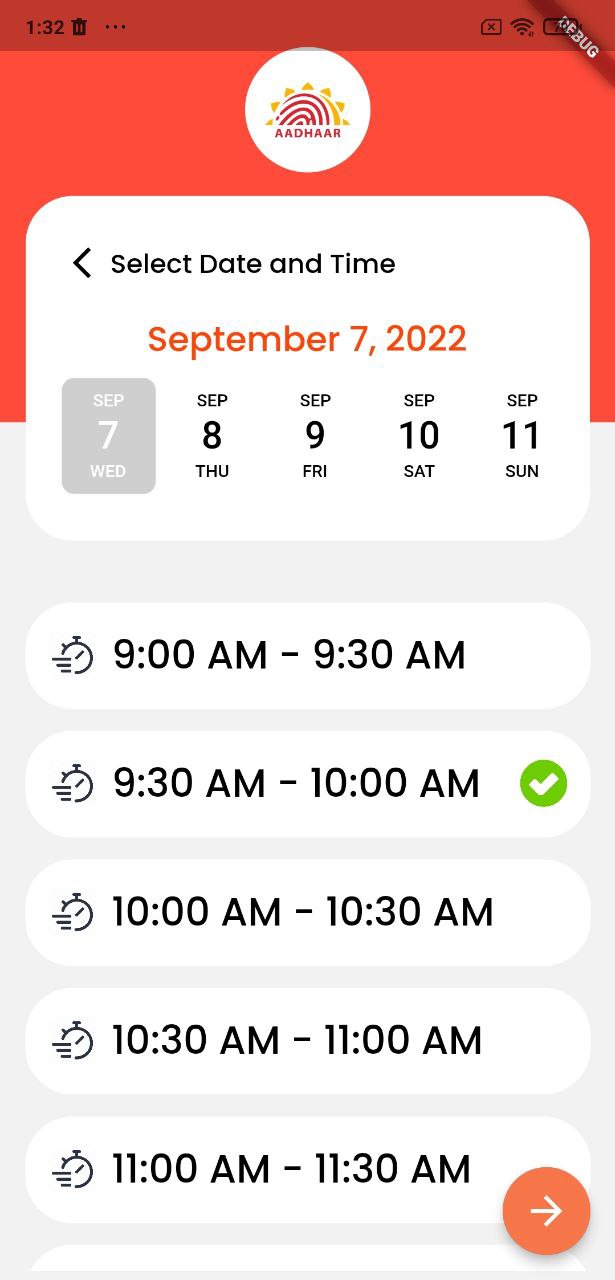 1:32
DEBUG
AADHAAR
Select Date and Time
September 7, 2022
SEP SEP SEP SEP SEP
7 8 9 10 11
WED THU FRI SAT SUN
9:00 AM - 9:30 AM
9:30 AM - 10:00 AM
10:00 AM - 10:30 AM
10:30 AM - 11:00 AM
11:00 AM - 11:30 AM